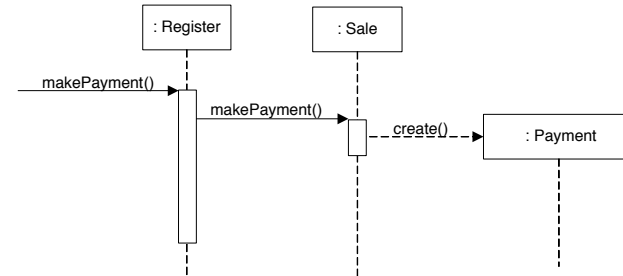 : Register
: Sale
makePayment()
makePayment()
create()
: Payment